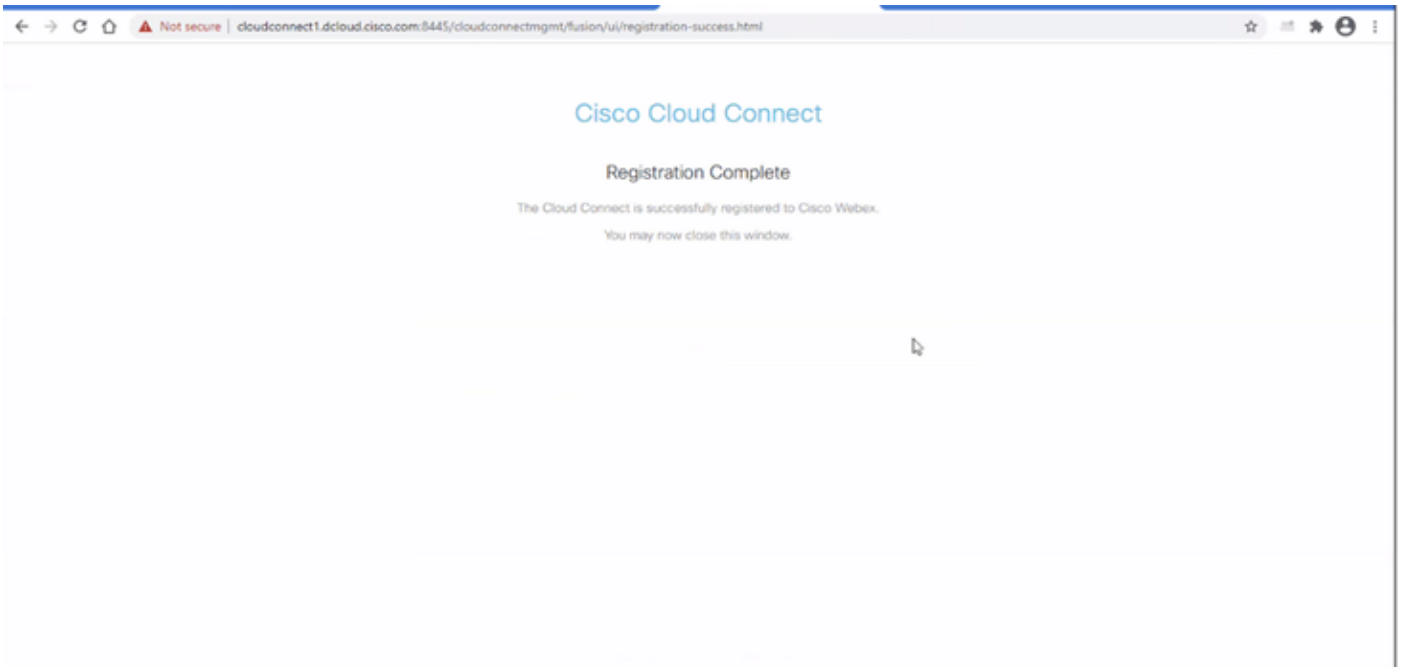 Not secure | cloudconnect1.dcloud.cisco.com:8445/cloudconnectmgmt/fusion/ui/registration-success.html
Cisco Cloud Connect
Registration Complete
The Cloud Connect is successfully registered to Cisco Webex.
You may now close this window.